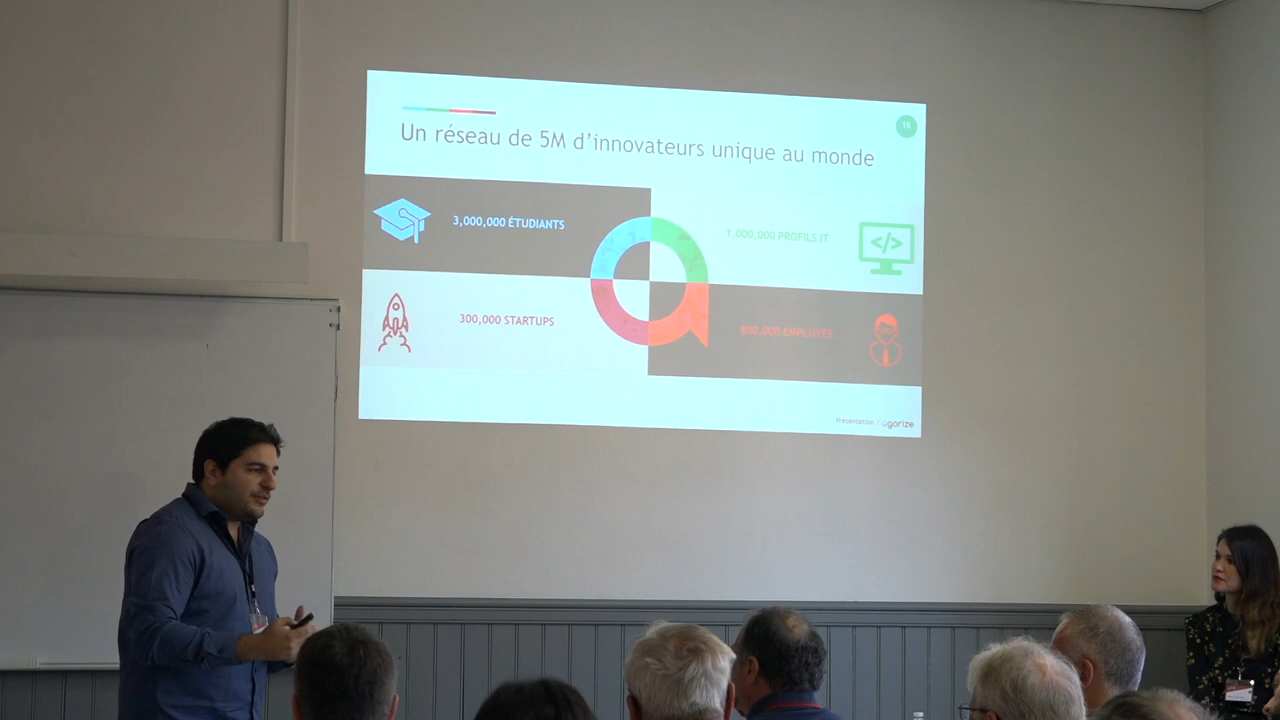 16
Un réseau de 5M d'innovateurs unique au monde
3,000,000 ÉTUDIANTS
1,000,000 PROFILS IT
</>
300,000 STARTUPS
800,000 EMPLOYÉS
Presentation / agorize